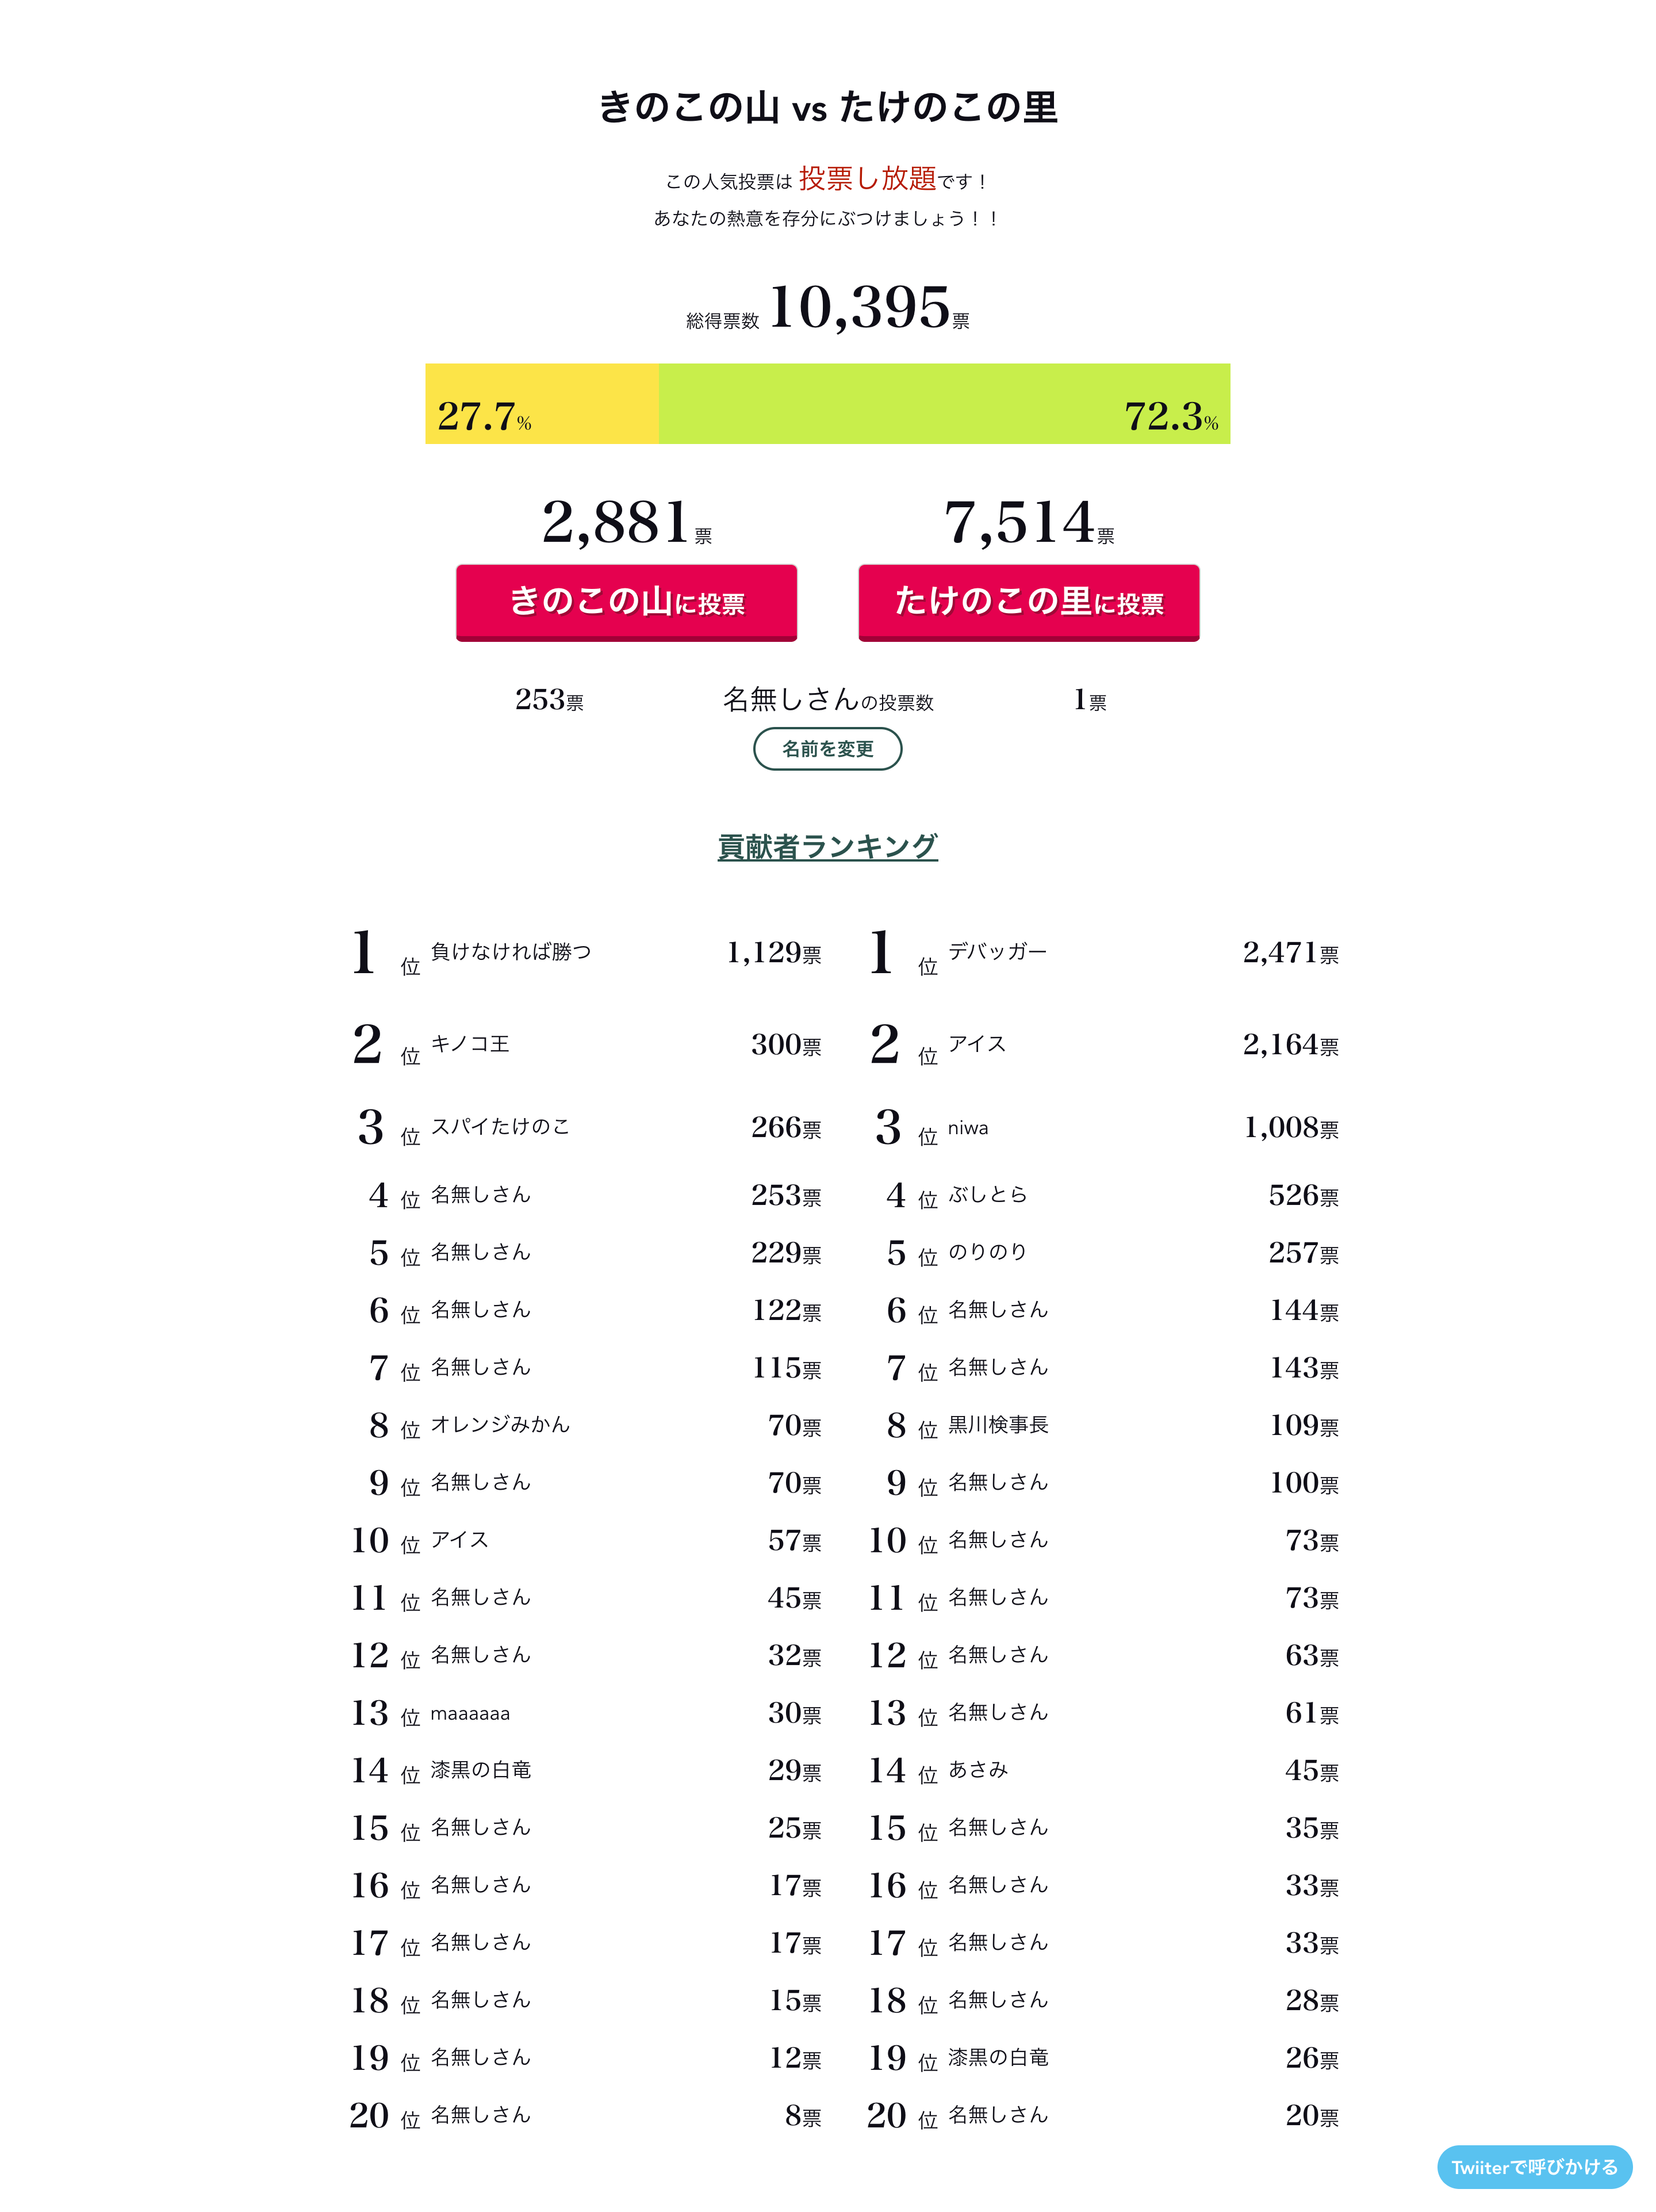 きのこの山 vs たけのこの里
この人気投票は 投票し放題です！
あなたの熱意を存分にぶつけましょう！！
総得票数 10,395票
27.7% 72.3%
2,881票 7,514票
きのこの山に投票 たけのこの里に投票
253票 名無しさんの投票数 1票
名前を変更
貢献者ランキング
1位 負けなければ勝つ 1,129票
2位 キノコ王 300票
3位 スパイたけのこ 266票
4位 名無しさん 253票
5位 名無しさん 229票
6位 名無しさん 122票
7位 名無しさん 115票
8位 オレンジみかん 70票
9位 名無しさん 70票
10位 アイス 57票
11位 名無しさん 45票
12位 名無しさん 32票
13位 maaaaaa 30票
14位 漆黒の白竜 29票
15位 名無しさん 25票
16位 名無しさん 17票
17位 名無しさん 17票
18位 名無しさん 15票
19位 名無しさん 12票
20位 名無しさん 8票
1位 デバッガー 2,471票
2位 アイス 2,164票
3位 niwa 1,008票
4位 ぶしとら 526票
5位 のりのり 257票
6位 名無しさん 144票
7位 名無しさん 143票
8位 黒川検事長 109票
9位 名無しさん 100票
10位 名無しさん 73票
11位 名無しさん 73票
12位 名無しさん 63票
13位 名無しさん 61票
14位 あさみ 45票
15位 名無しさん 35票
16位 名無しさん 33票
17位 名無しさん 33票
18位 名無しさん 28票
19位 漆黒の白竜 26票
20位 名無しさん 20票
Twiiterで呼びかける